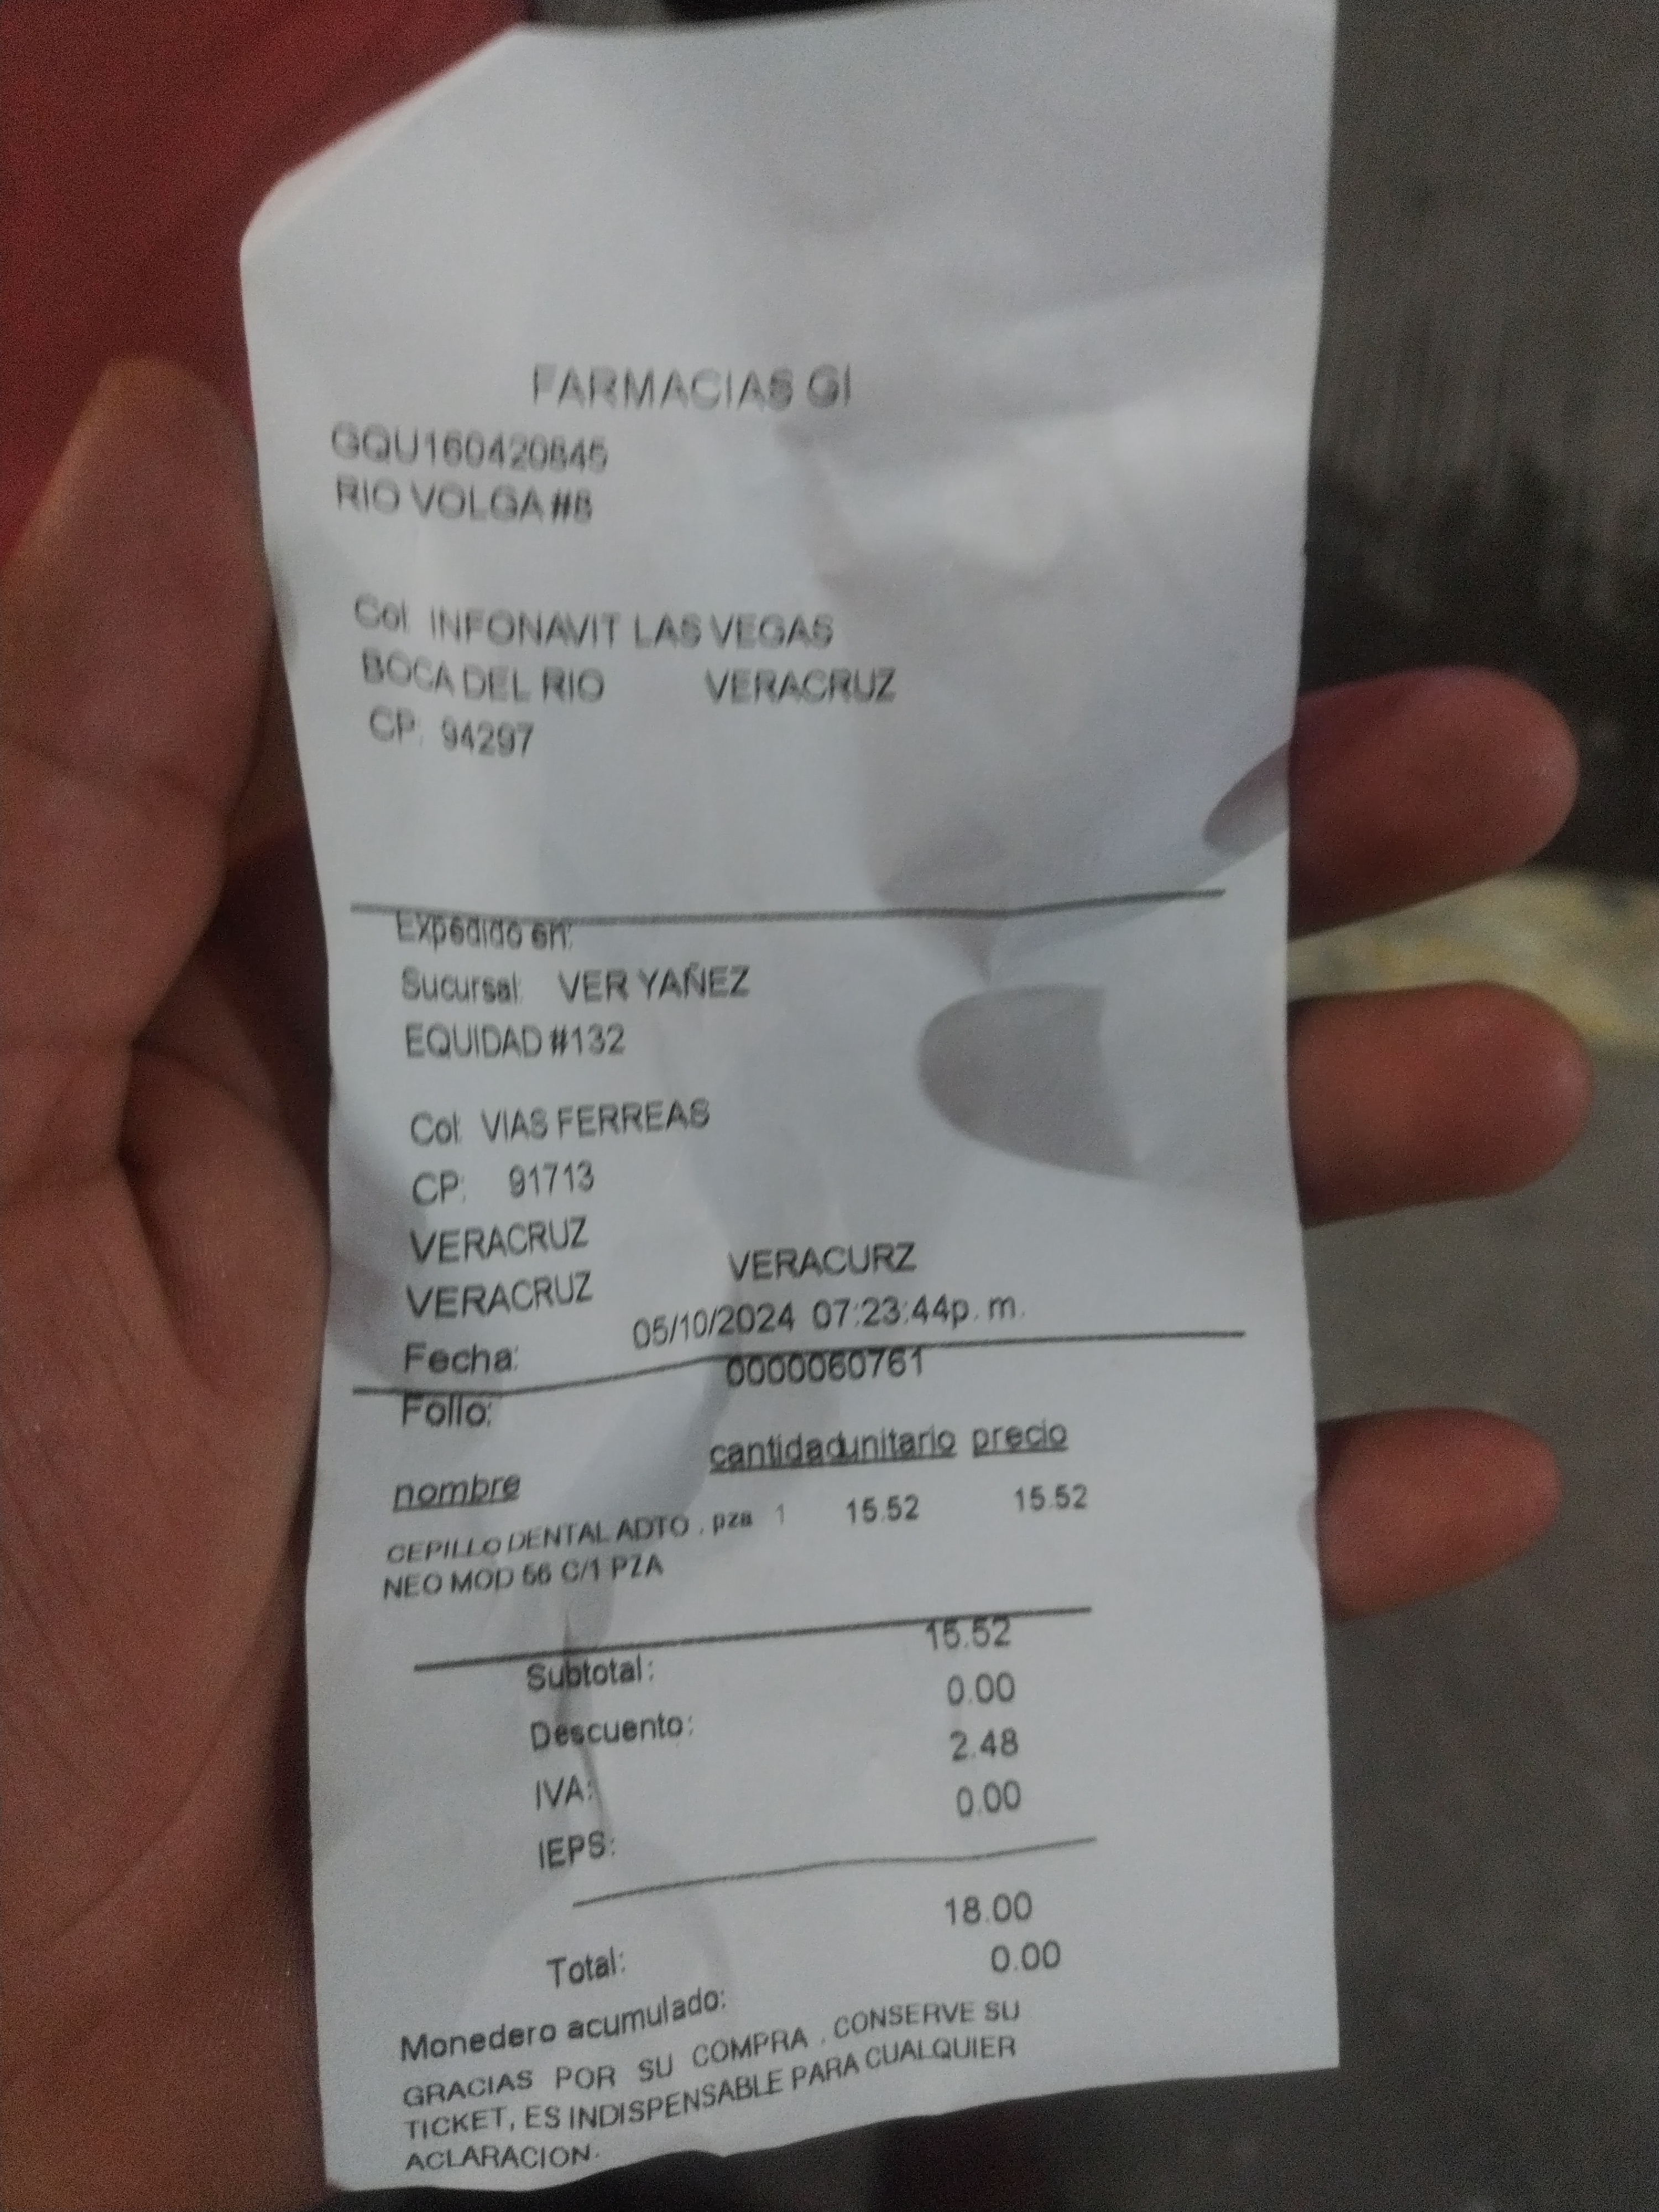 FARMACIAS GI
GQU160420845
RIO VOLGA #8
Col: INFONAVIT LAS VEGAS
BOCA DEL RIO VERACRUZ
CP: 94297
Expedido en:
Sucursal: VER YAÑEZ
EQUIDAD #132
Col: VIAS FERREAS
CP: 91713
VERACRUZ
VERACRUZ VERACURZ
Fecha: 05/10/2024 07:23:44p. m.
Folio: 0000060761
nombre cantidad unitario precio
CEPILLO DENTAL ADTO . pza 1 15.52 15.52
NEO MOD 56 C/1 PZA
Subtotal: 15.52
Descuento: 0.00
IVA: 2.48
IEPS: 0.00
Total: 18.00
Monedero acumulado: 0.00
GRACIAS POR SU COMPRA . CONSERVE SU
TICKET, ES INDISPENSABLE PARA CUALQUIER
ACLARACION.